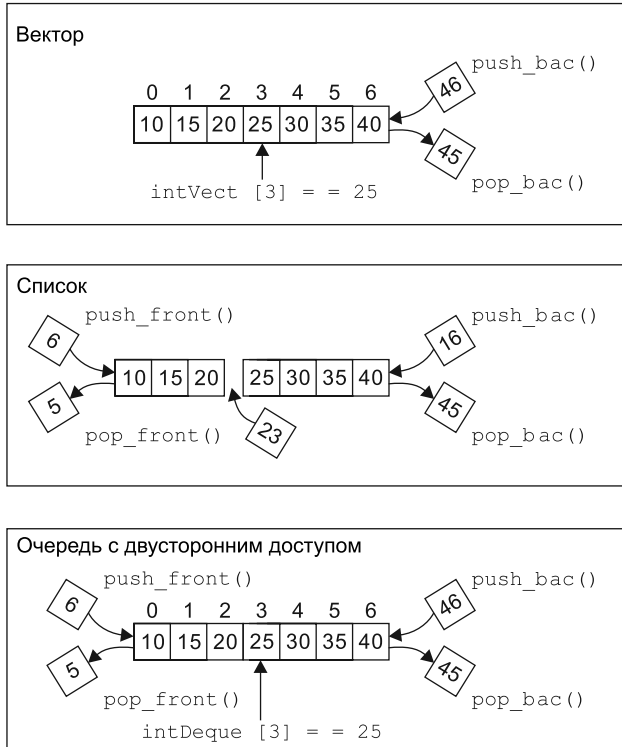 Вектор
push_bac()
46
0 1 2 3 4 5 6
10 15 20 25 30 35 40
45
pop_bac()
intVect [3] = = 25
Список
push_front()
push_bac()
6
16
10 15 20
25 30 35 40
5
23
45
pop_front()
pop_bac()
Очередь с двусторонним доступом
push_front()
push_bac()
6
46
0 1 2 3 4 5 6
10 15 20 25 30 35 40
5
45
pop_front()
pop_bac()
intDeque [3] = = 25